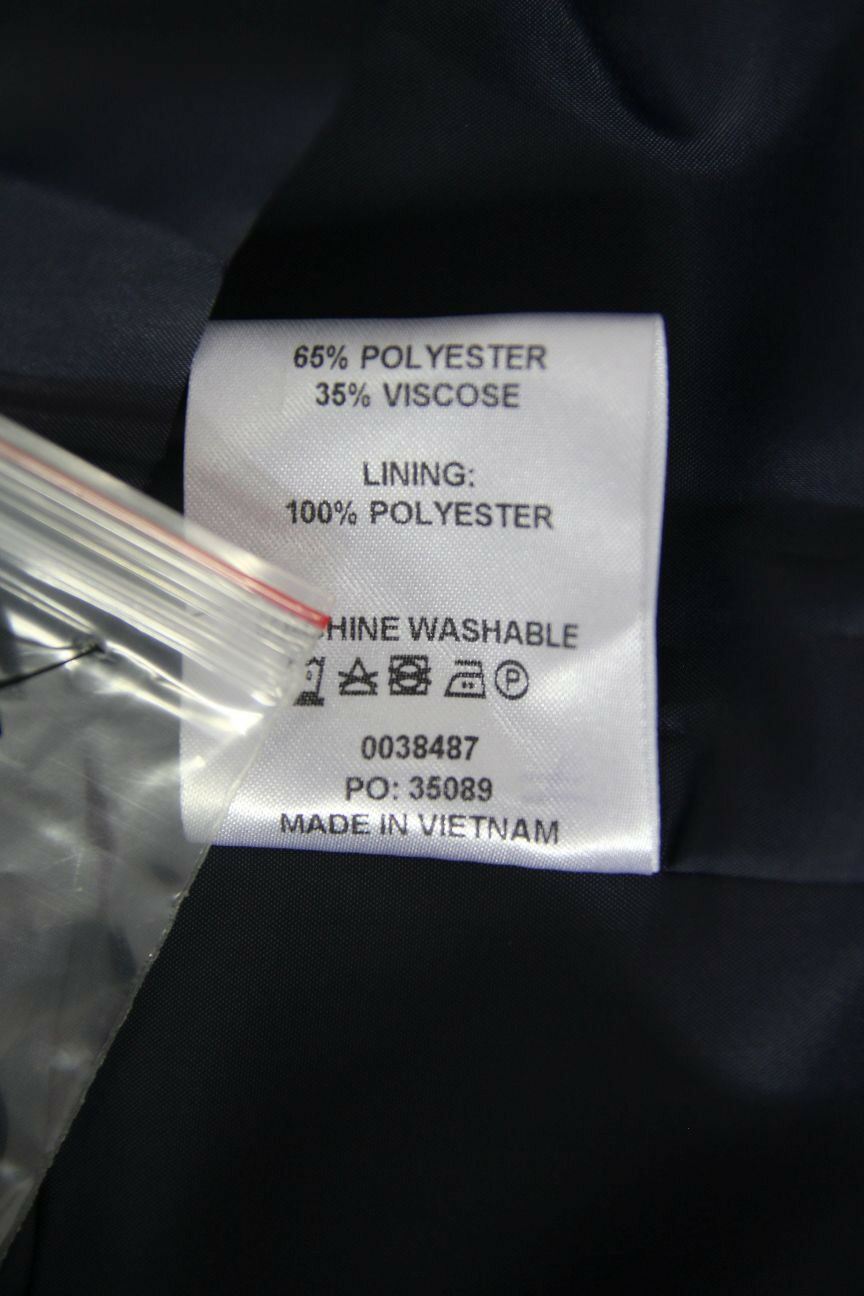 65% POLYESTER
35% VISCOSE
LINING:
100% POLYESTER
WASHABLE
P
0038487
PO: 35089
MADE IN VIETNAM